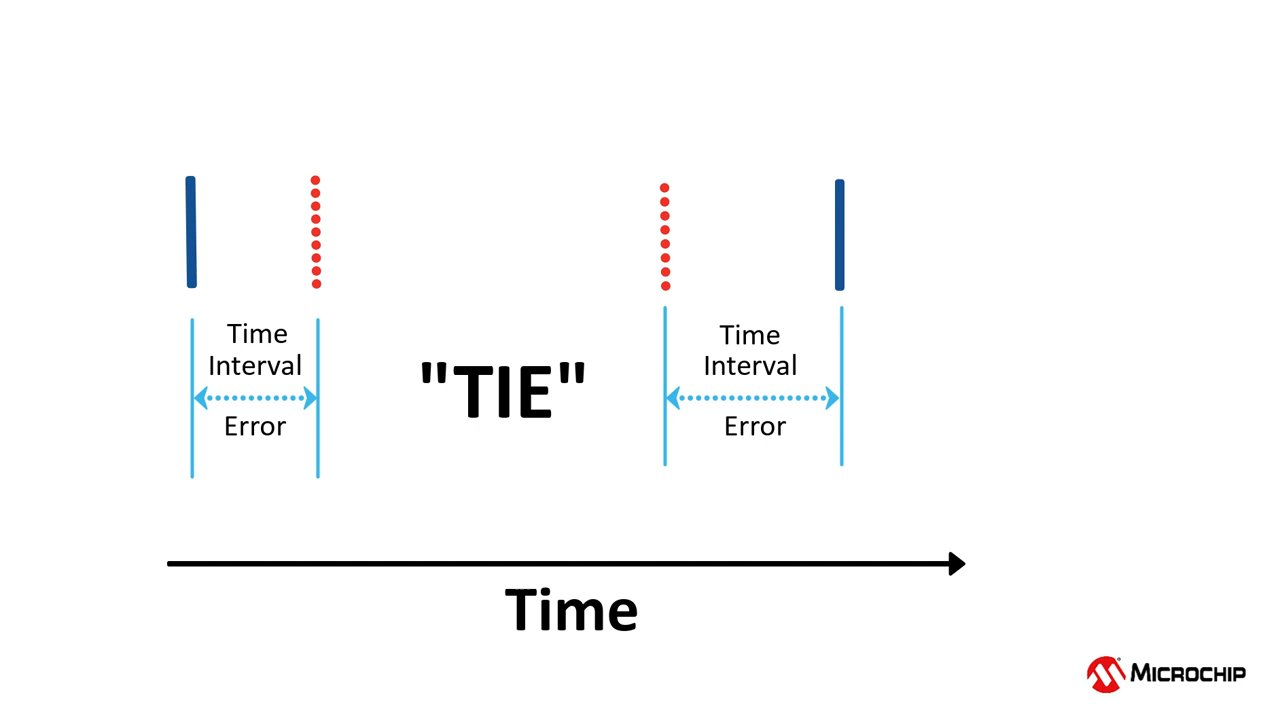 Time
Interval
Error
"TIE"
Time
Interval
Error
Time
MICROCHIP